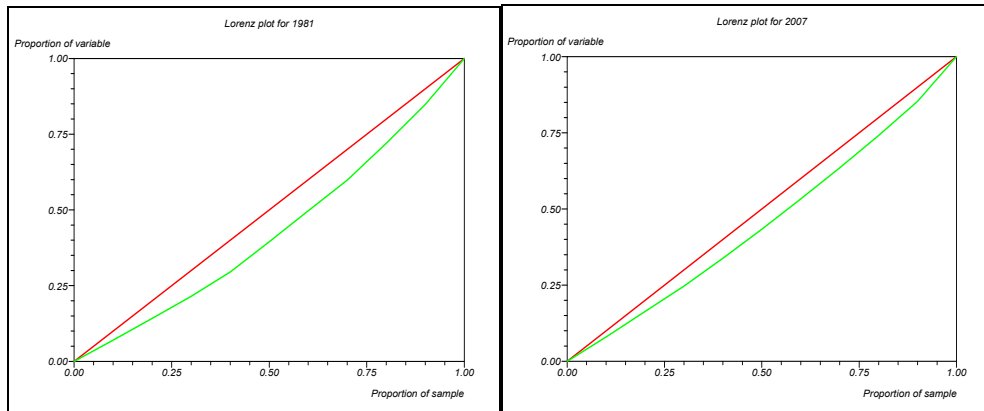 Lorenz plot for 1981
Proportion of variable
1.00
0.75
0.50
0.25
0.00
0.00 0.25 0.50 0.75 1.00
Proportion of sample
Lorenz plot for 2007
Proportion of variable
1.00
0.75
0.50
0.25
0.00
0.00 0.25 0.50 0.75 1.00
Proportion of sample